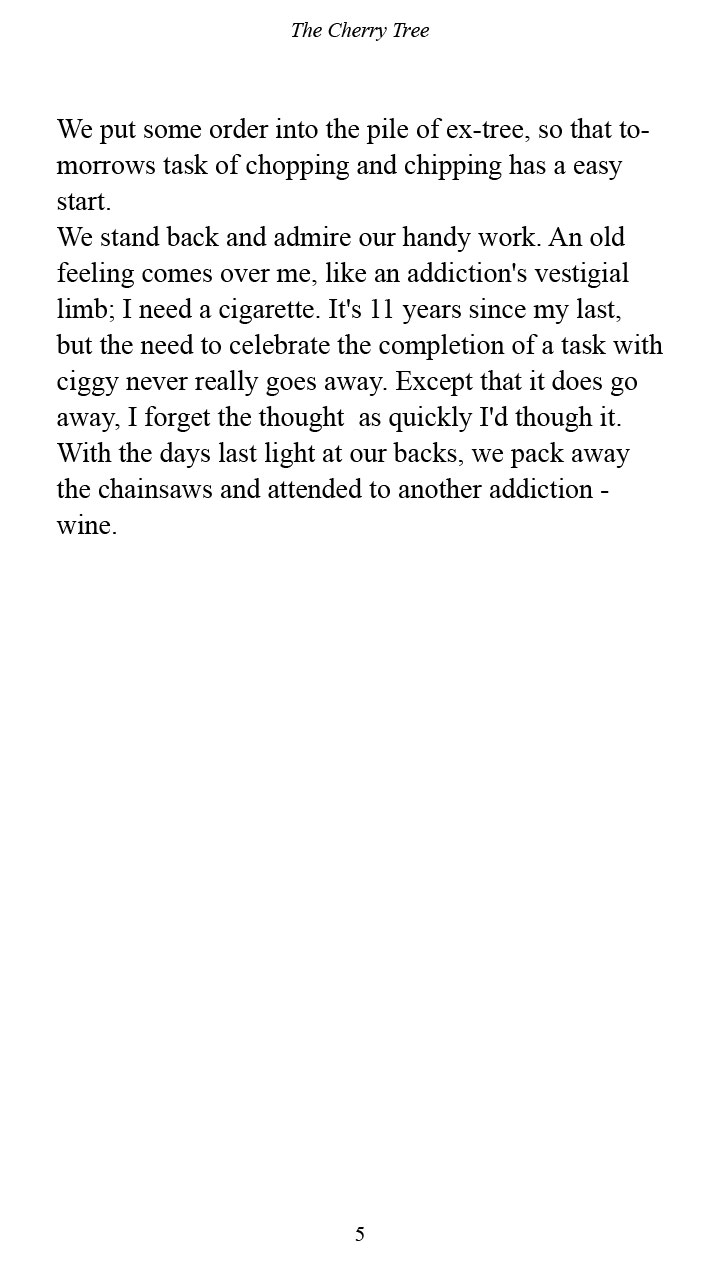 The Cherry Tree
We put some order into the pile of ex-tree, so that to-
morrows task of chopping and chipping has a easy
start.
We stand back and admire our handy work. An old
feeling comes over me, like an addiction's vestigial
limb; I need a cigarette. It's 11 years since my last,
but the need to celebrate the completion of a task with
ciggy never really goes away. Except that it does go
away, I forget the thought  as quickly I'd though it.
With the days last light at our backs, we pack away
the chainsaws and attended to another addiction -
wine.
5